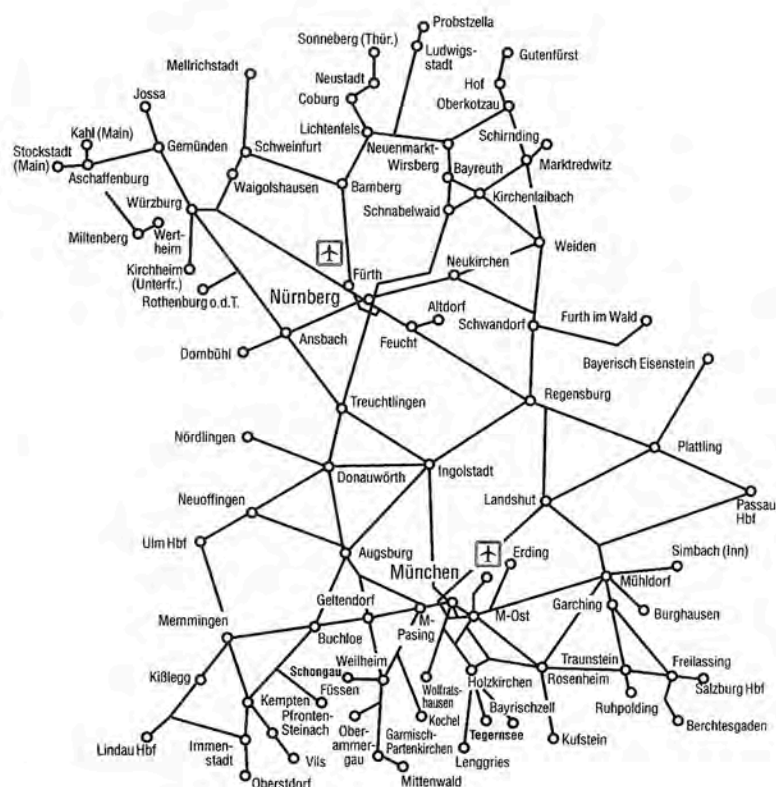 Probstzella
Sonneberg (Thür.)
Ludwigs-
stadt
Gutenfürst
Mellrichstadt
Neustadt
Hof
Jossa
Coburg
Oberkotzau
Kahl (Main)
Lichtenfels
Schirnding
Stockstadt
(Main)
Gemünden
Schweinfurt
Neuenmarkt-
Wirsberg
Aschaffenburg
Waigolshausen
Bayreuth
Marktredwitz
Würzburg
Bamberg
Kirchenlaibach
Miltenberg
Wert-
heim
Schnabelwaid
Weiden
Kirchheim
(Unterfr.)
Fürth
Neukirchen
Rothenburg o.d.T.
Nürnberg
Altdorf
Schwandorf
Furth im Wald
Ansbach
Feucht
Dombühl
Bayerisch Eisenstein
Treuchtlingen
Regensburg
Nördlingen
Plattling
Donauwörth
Ingolstadt
Neuoffingen
Landshut
Passau
Hbf
Ulm Hbf
Augsburg
Erding
Simbach (Inn)
München
Mühldorf
Geltendorf
Garching
Burghausen
Memmingen
Buchloe
M-
Pasing
M-Ost
Kißlegg
Schongau
Weilheim
Traunstein
Freilassing
Füssen
Wolfrats-
hausen
Holzkirchen
Rosenheim
Salzburg Hbf
Kempten
Pfronten-
Steinach
Ober-
ammer-
gau
Kochel
Bayrischzell
Ruhpolding
Garmisch-
Partenkirchen
Tegernsee
Berchtesgaden
Lindau Hbf
Immen-
stadt
Vils
Kufstein
Lenggries
Oberstdorf
Mittenwald